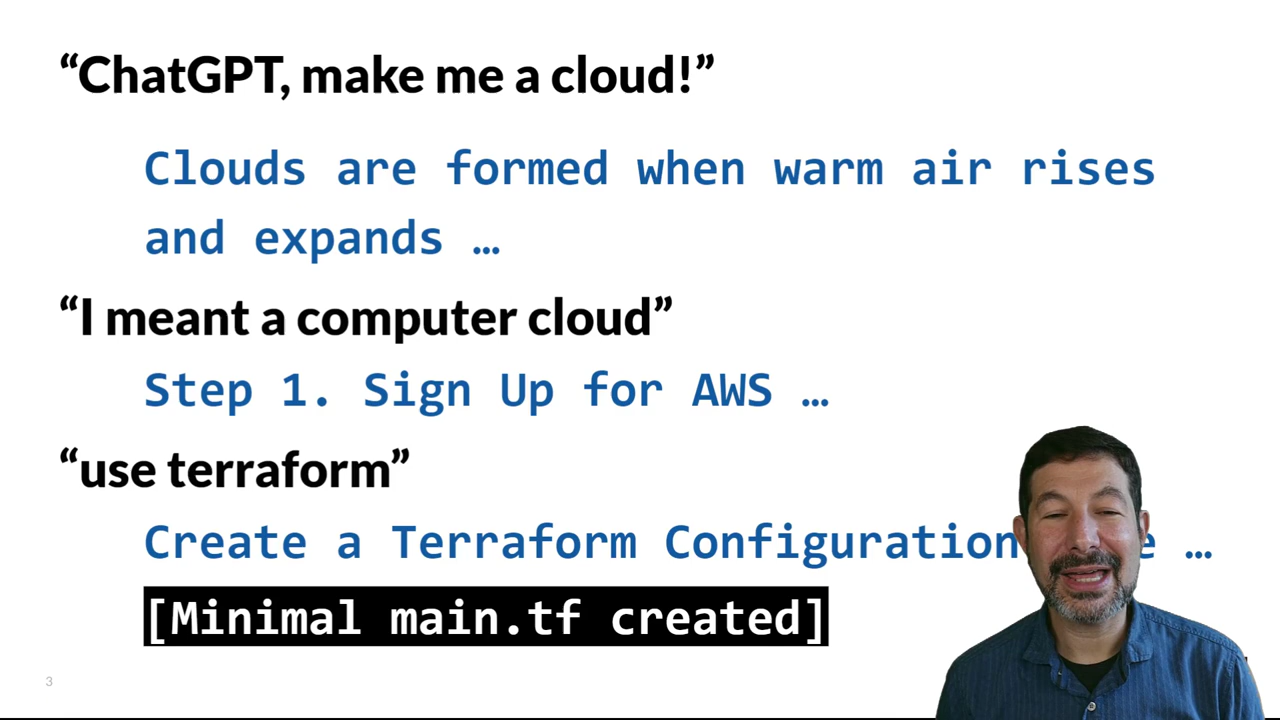 “ChatGPT, make me a cloud!”
Clouds are formed when warm air rises
and expands …
“I meant a computer cloud”
Step 1. Sign Up for AWS …
“use terraform”
Create a Terraform Configuration …
[Minimal main.tf created]
3